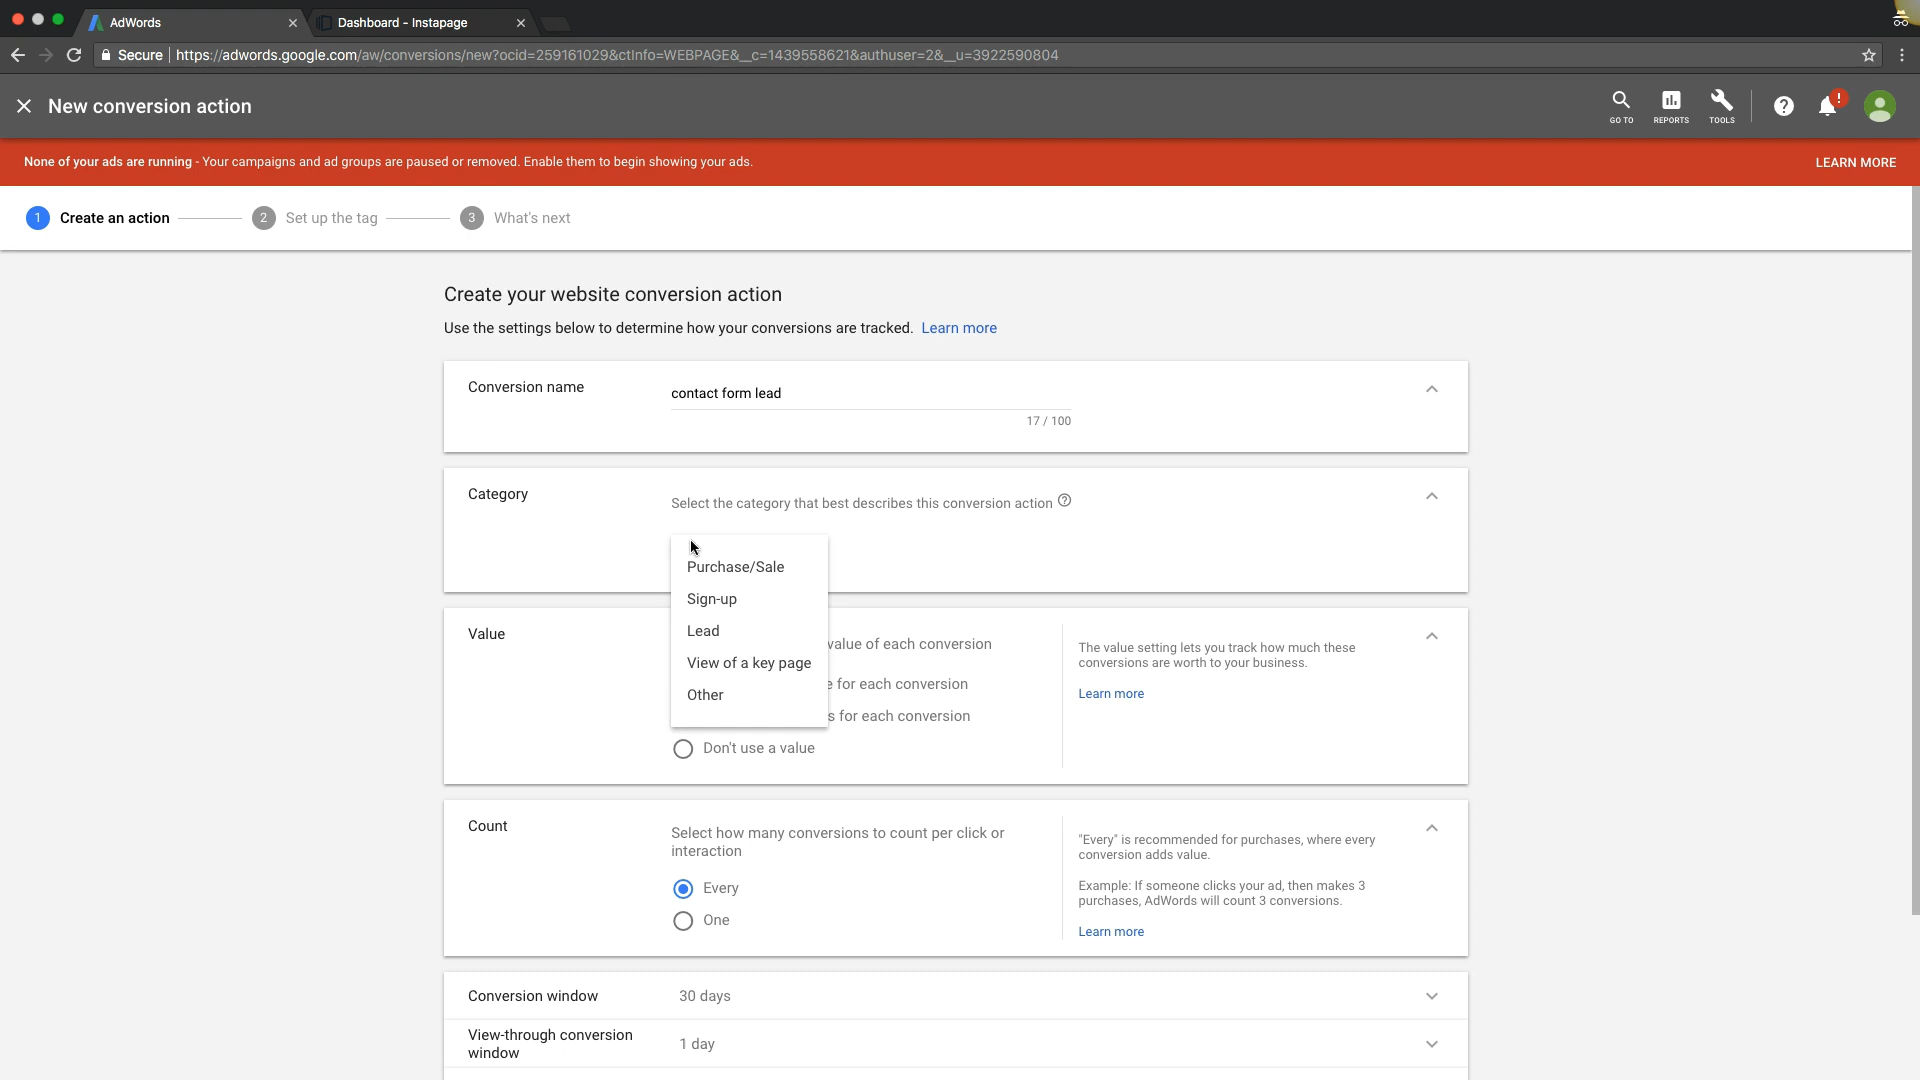 AdWords
Dashboard - Instapage
Secure
https://adwords.google.com/aw/conversions/new?ocid=259161029&ctInfo=WEBPAGE&__c=1439558621&authuser=2&__u=3922590804
New conversion action
GO TO
REPORTS
TOOLS
?
!
None of your ads are running - Your campaigns and ad groups are paused or removed. Enable them to begin showing your ads.
LEARN MORE
1 Create an action
2 Set up the tag
3 What's next
Create your website conversion action
Use the settings below to determine how your conversions are tracked. Learn more
Conversion name
contact form lead
17 / 100
Category
Select the category that best describes this conversion action ?
Purchase/Sale
Sign-up
Lead
View of a key page
Other
Value
value of each conversion
e for each conversion
s for each conversion
Don't use a value
The value setting lets you track how much these
conversions are worth to your business.
Learn more
Count
Select how many conversions to count per click or
interaction
Every
One
"Every" is recommended for purchases, where every
conversion adds value.
Example: If someone clicks your ad, then makes 3
purchases, AdWords will count 3 conversions.
Learn more
Conversion window
30 days
View-through conversion
window
1 day